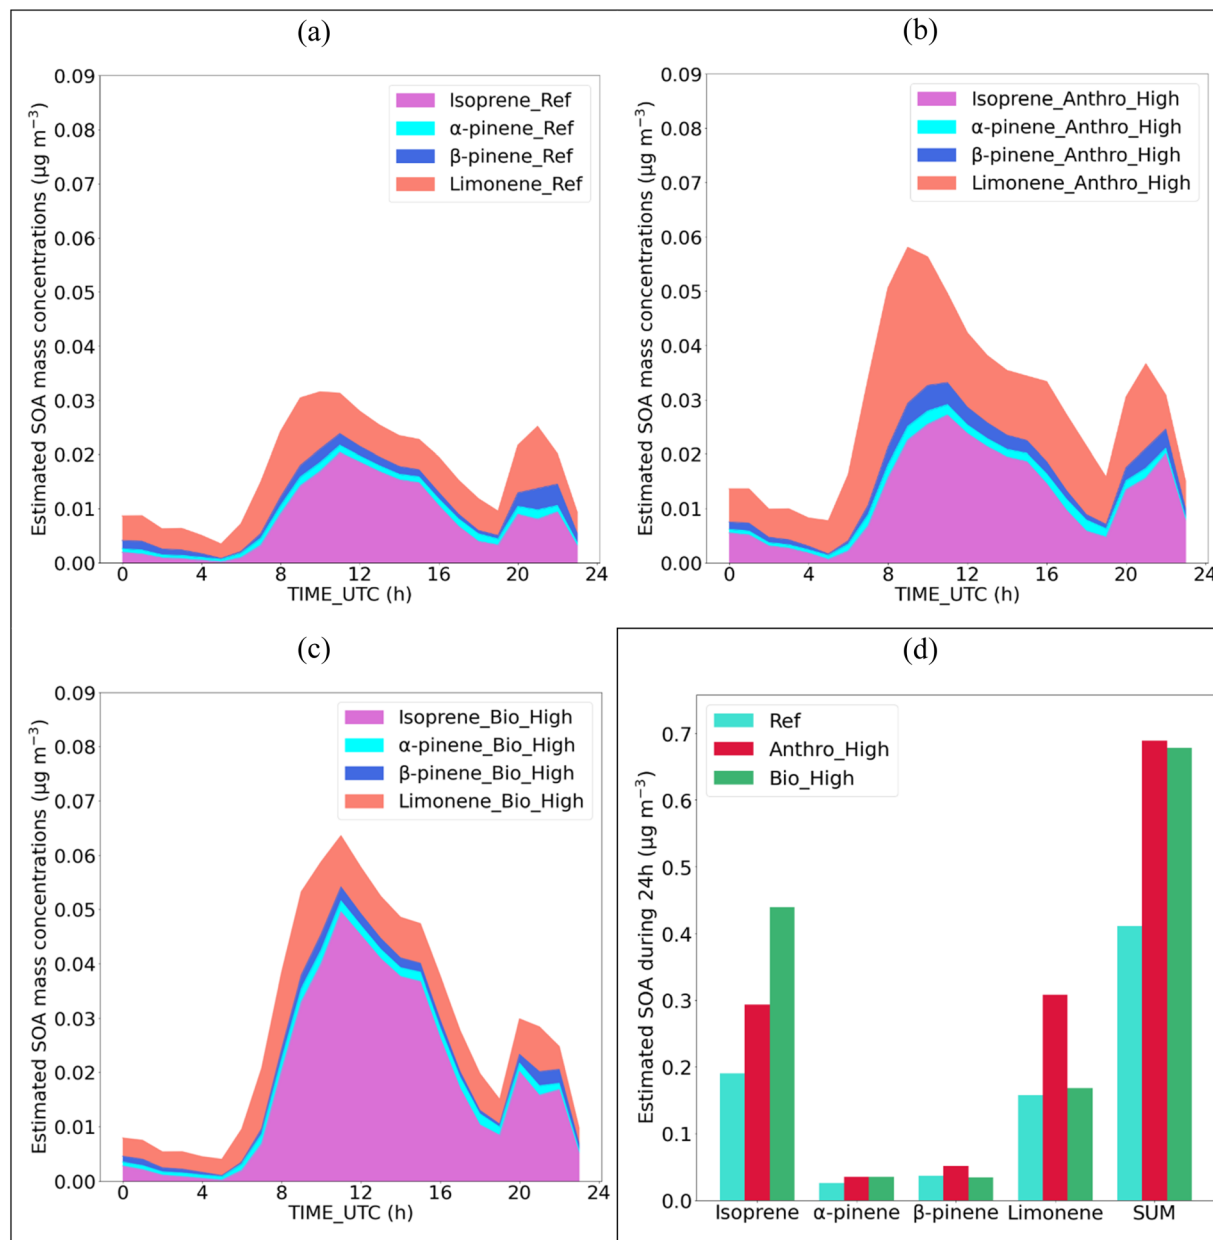 (a)
Estimated SOA mass concentrations (µg m⁻³)
0.09
0.08
0.07
0.06
0.05
0.04
0.03
0.02
0.01
0.00
Isoprene_Ref
α-pinene_Ref
β-pinene_Ref
Limonene_Ref
0 4 8 12 16 20 24
TIME_UTC (h)
(b)
Estimated SOA mass concentrations (µg m⁻³)
0.09
0.08
0.07
0.06
0.05
0.04
0.03
0.02
0.01
0.00
Isoprene_Anthro_High
α-pinene_Anthro_High
β-pinene_Anthro_High
Limonene_Anthro_High
0 4 8 12 16 20 24
TIME_UTC (h)
(c)
Estimated SOA mass concentrations (µg m⁻³)
0.09
0.08
0.07
0.06
0.05
0.04
0.03
0.02
0.01
0.00
Isoprene_Bio_High
α-pinene_Bio_High
β-pinene_Bio_High
Limonene_Bio_High
0 4 8 12 16 20 24
TIME_UTC (h)
(d)
Estimated SOA during 24h (µg m⁻³)
0.7
0.6
0.5
0.4
0.3
0.2
0.1
0.0
Ref
Anthro_High
Bio_High
Isoprene α-pinene β-pinene Limonene SUM